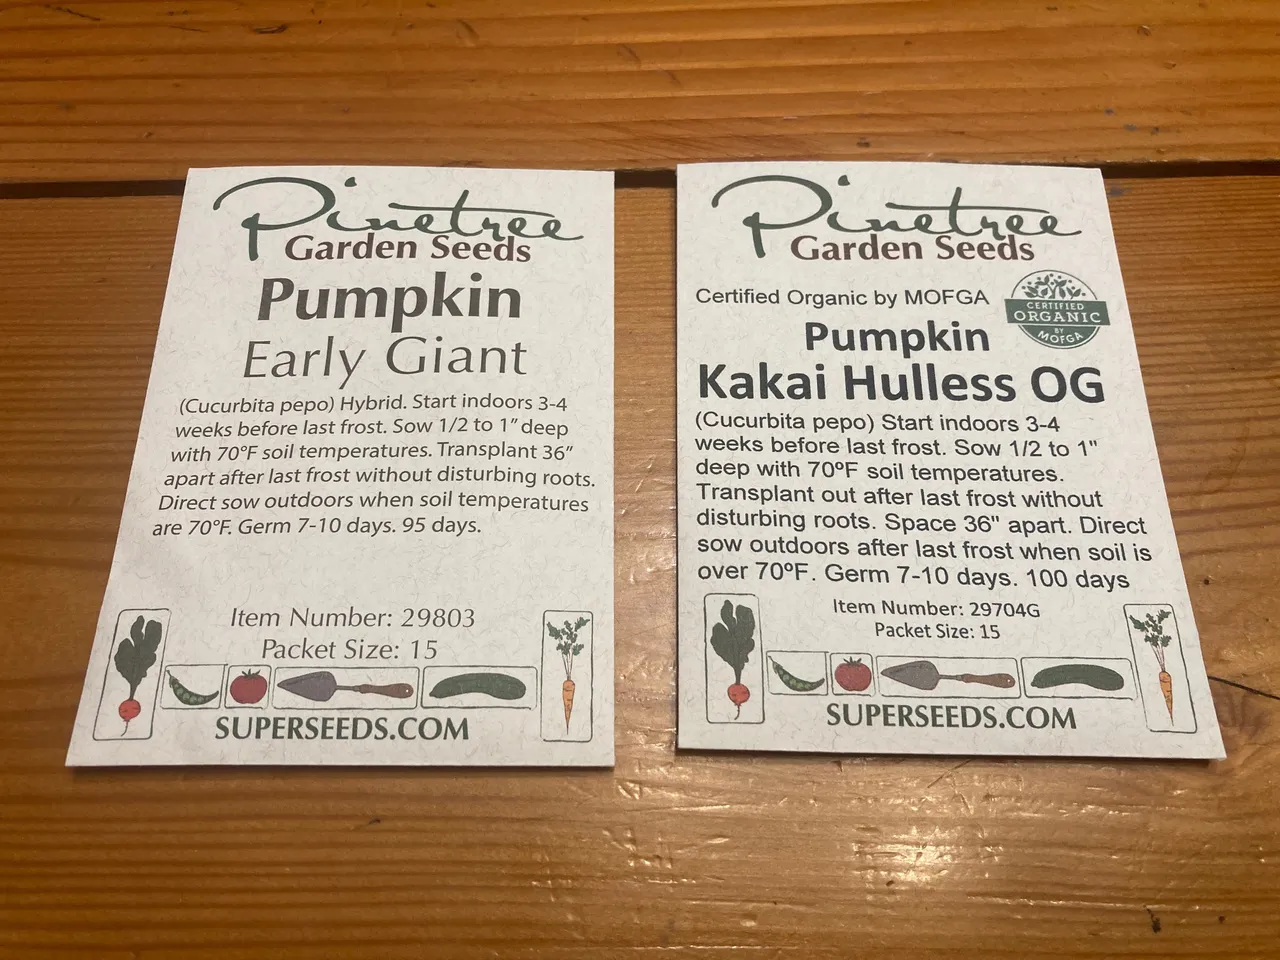 Pinetree
Garden Seeds
Pumpkin
Early Giant
(Cucurbita pepo) Hybrid. Start indoors 3-4
weeks before last frost. Sow 1/2 to 1” deep
with 70ºF soil temperatures. Transplant 36”
apart after last frost without disturbing roots.
Direct sow outdoors when soil temperatures
are 70ºF. Germ 7-10 days. 95 days.
Item Number: 29803
Packet Size: 15
SUPERSEEDS.COM
Pinetree
Garden Seeds
Certified Organic by MOFGA
CERTIFIED
ORGANIC
BY
MOFGA
Pumpkin
Kakai Hulless OG
(Cucurbita pepo) Start indoors 3-4
weeks before last frost. Sow 1/2 to 1"
deep with 70ºF soil temperatures.
Transplant out after last frost without
disturbing roots. Space 36" apart. Direct
sow outdoors after last frost when soil is
over 70ºF. Germ 7-10 days. 100 days
Item Number: 29704G
Packet Size: 15
SUPERSEEDS.COM